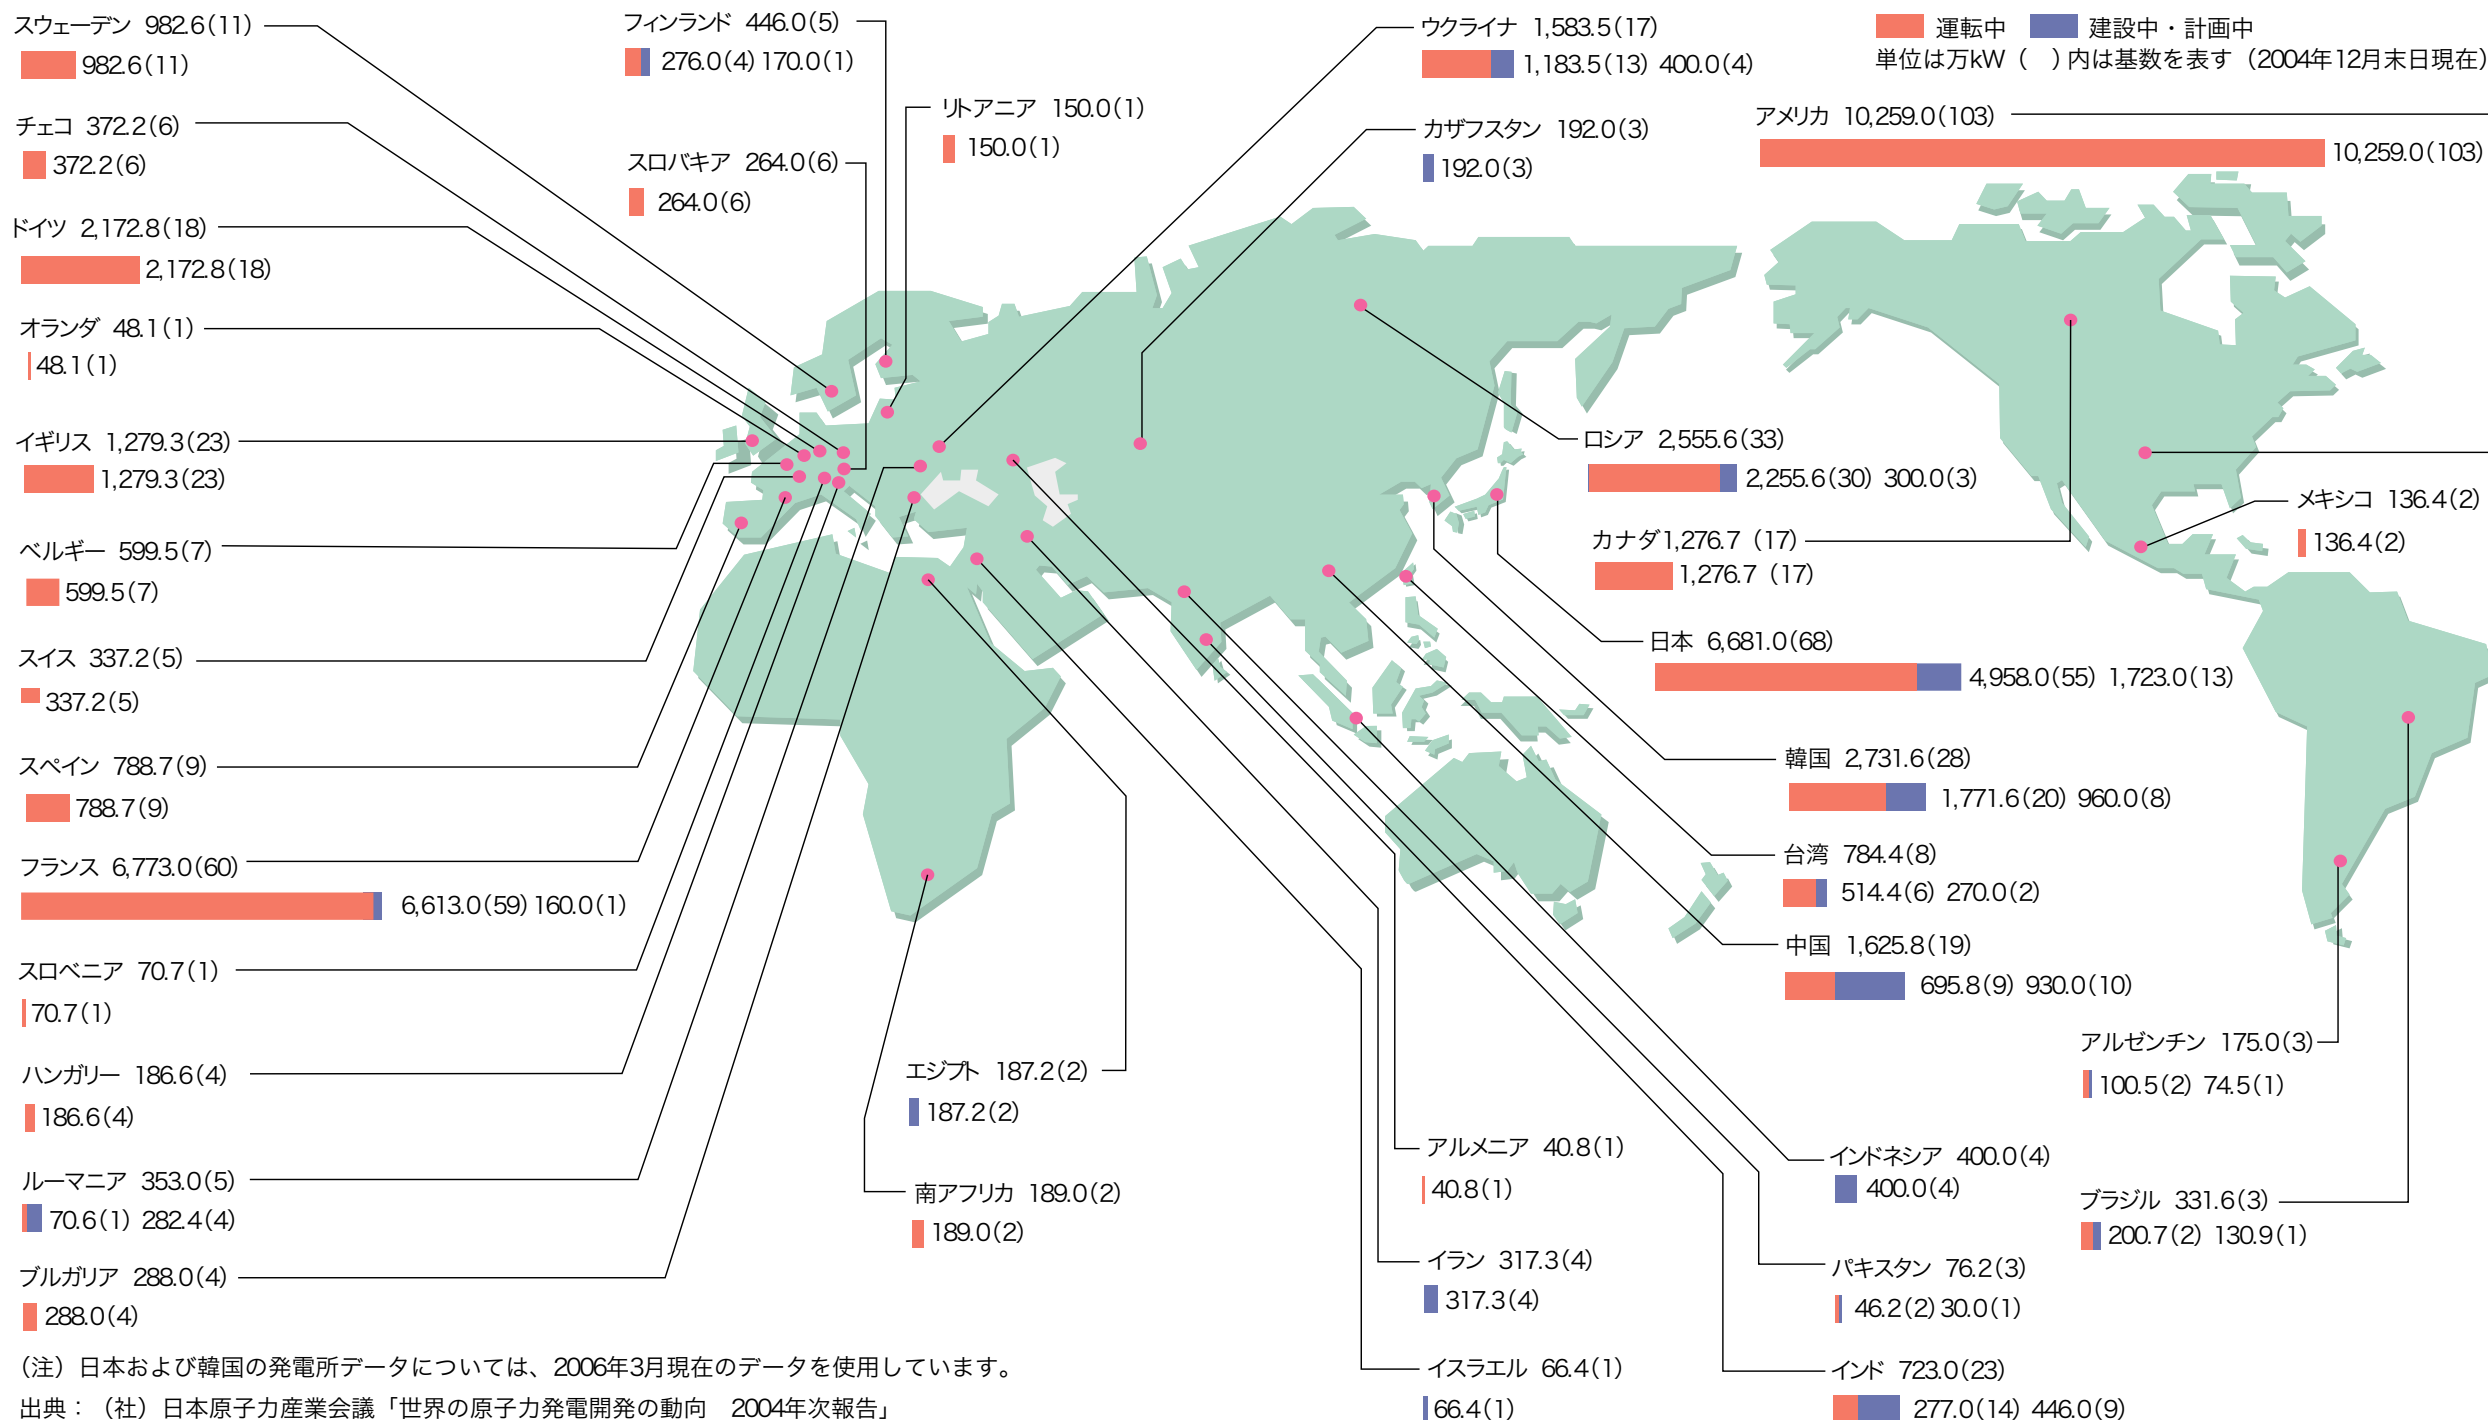 スウェーデン 982.6(11)
982.6(11)
チェコ 372.2(6)
372.2(6)
ドイツ 2,172.8(18)
2,172.8(18)
オランダ 48.1(1)
48.1(1)
イギリス 1,279.3(23)
1,279.3(23)
ベルギー 599.5(7)
599.5(7)
スイス 337.2(5)
337.2(5)
スペイン 788.7(9)
788.7(9)
フランス 6,773.0(60)
6,613.0(59) 160.0(1)
スロベニア 70.7(1)
70.7(1)
ハンガリー 186.6(4)
186.6(4)
ルーマニア 353.0(5)
70.6(1) 282.4(4)
ブルガリア 288.0(4)
288.0(4)
フィンランド 446.0(5)
276.0(4) 170.0(1)
スロバキア 264.0(6)
264.0(6)
リトアニア 150.0(1)
150.0(1)
ウクライナ 1,583.5(17)
1,183.5(13) 400.0(4)
カザフスタン 192.0(3)
192.0(3)
運転中 建設中・計画中
単位は万kW( )内は基数を表す(2004年12月末日現在)
アメリカ 10,259.0(103)
10,259.0(103)
ロシア 2,555.6(33)
2,255.6(30) 300.0(3)
カナダ1,276.7 (17)
1,276.7 (17)
メキシコ 136.4(2)
136.4(2)
日本 6,681.0(68)
4,958.0(55) 1,723.0(13)
韓国 2,731.6(28)
1,771.6(20) 960.0(8)
台湾 784.4(8)
514.4(6) 270.0(2)
中国 1,625.8(19)
695.8(9) 930.0(10)
アルゼンチン 175.0(3)
100.5(2) 74.5(1)
ブラジル 331.6(3)
200.7(2) 130.9(1)
エジプト 187.2(2)
187.2(2)
南アフリカ 189.0(2)
189.0(2)
アルメニア 40.8(1)
40.8(1)
イラン 317.3(4)
317.3(4)
イスラエル 66.4(1)
66.4(1)
インドネシア 400.0(4)
400.0(4)
パキスタン 76.2(3)
46.2(2) 30.0(1)
インド 723.0(23)
277.0(14) 446.0(9)
(注)日本および韓国の発電所データについては、2006年3月現在のデータを使用しています。
出典:(社)日本原子力産業会議「世界の原子力発電開発の動向 2004年次報告」